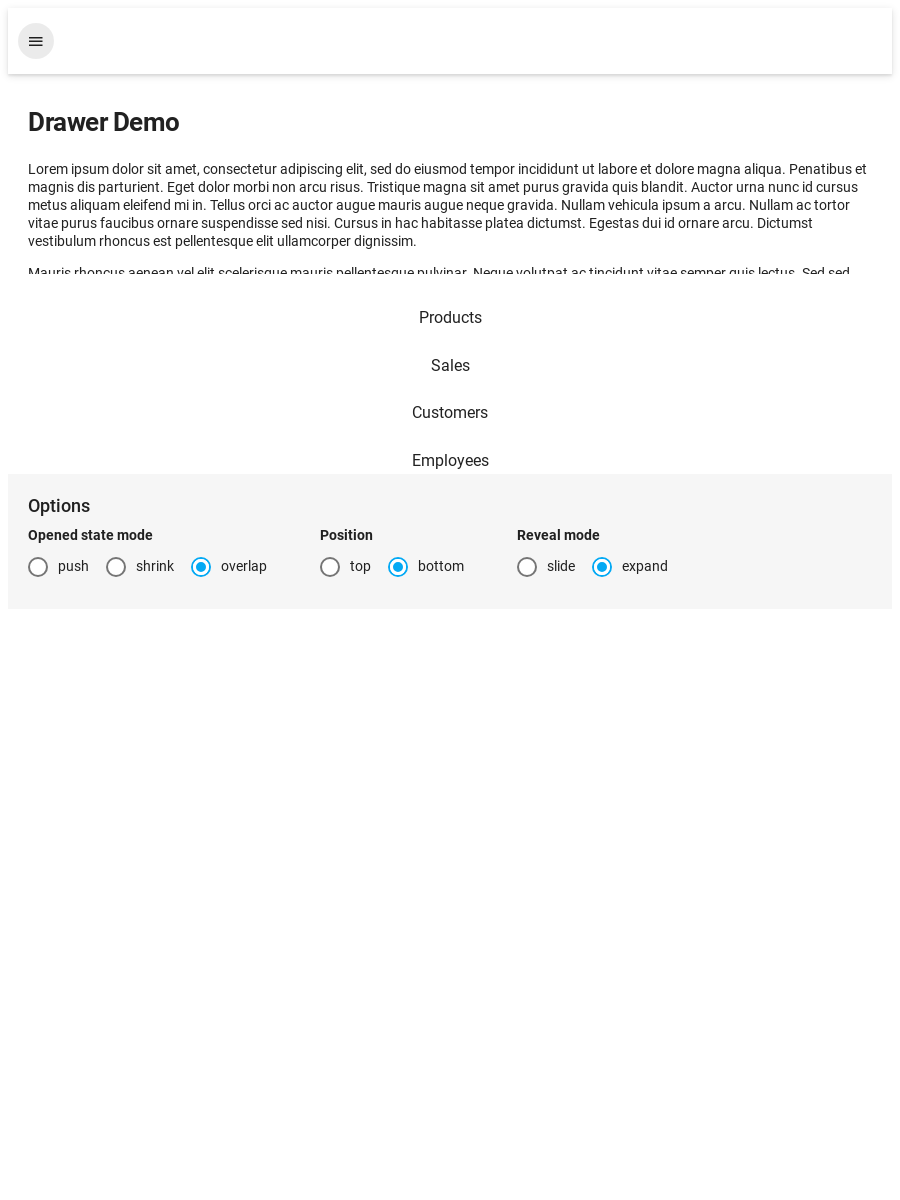 Drawer Demo
Lorem ipsum dolor sit amet, consectetur adipiscing elit, sed do eiusmod tempor incididunt ut labore et dolore magna aliqua. Penatibus et
magnis dis parturient. Eget dolor morbi non arcu risus. Tristique magna sit amet purus gravida quis blandit. Auctor urna nunc id cursus
metus aliquam eleifend mi in. Tellus orci ac auctor augue mauris augue neque gravida. Nullam vehicula ipsum a arcu. Nullam ac tortor
vitae purus faucibus ornare suspendisse sed nisi. Cursus in hac habitasse platea dictumst. Egestas dui id ornare arcu. Dictumst
vestibulum rhoncus est pellentesque elit ullamcorper dignissim.
Mauris rhoncus aenean vel elit scelerisque mauris pellentesque pulvinar. Neque volutpat ac tincidunt vitae semper quis lectus. Sed sed
Products
Sales
Customers
Employees
Options
Opened state mode Position Reveal mode
push shrink overlap top bottom slide expand